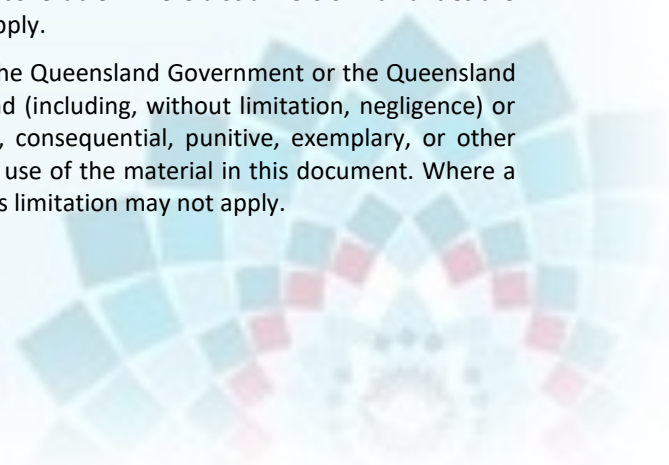 pply.
he Queensland Government or the Queensland
d (including, without limitation, negligence) or
, consequential, punitive, exemplary, or other
use of the material in this document. Where a
s limitation may not apply.